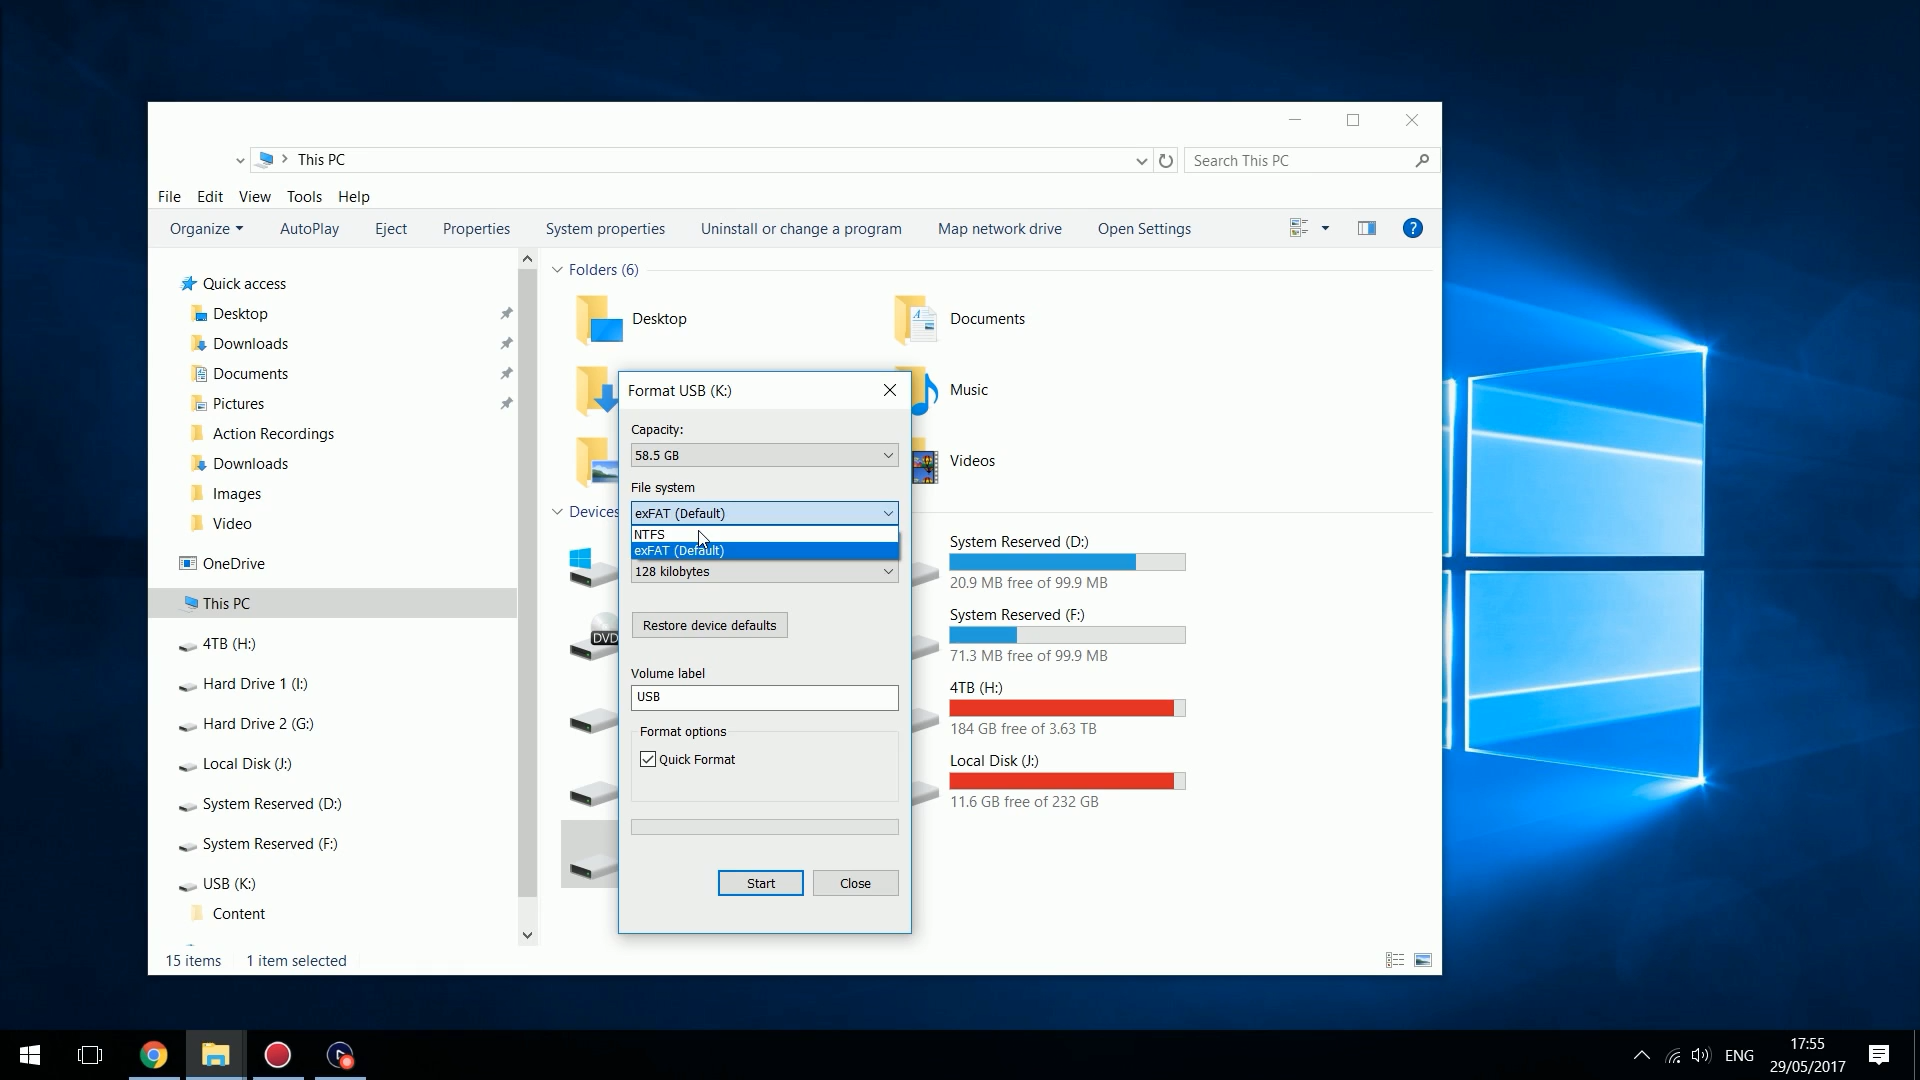 This PC
Search This PC
File Edit View Tools Help
Organize AutoPlay Eject Properties System properties Uninstall or change a program Map network drive Open Settings ?
Quick access
Desktop
Downloads
Documents
Pictures
Action Recordings
Downloads
Images
Video
OneDrive
This PC
4TB (H:)
Hard Drive 1 (I:)
Hard Drive 2 (G:)
Local Disk (J:)
System Reserved (D:)
System Reserved (F:)
USB (K:)
Content
Folders (6)
Desktop
Documents
Music
Videos
Devices
DVD
System Reserved (D:)
20.9 MB free of 99.9 MB
System Reserved (F:)
71.3 MB free of 99.9 MB
4TB (H:)
184 GB free of 3.63 TB
Local Disk (J:)
11.6 GB free of 232 GB
Format USB (K:)
Capacity:
58.5 GB
File system
exFAT (Default)
NTFS
exFAT (Default)
128 kilobytes
Restore device defaults
Volume label
USB
Format options
Quick Format
Start Close
15 items 1 item selected
ENG
17:55
29/05/2017